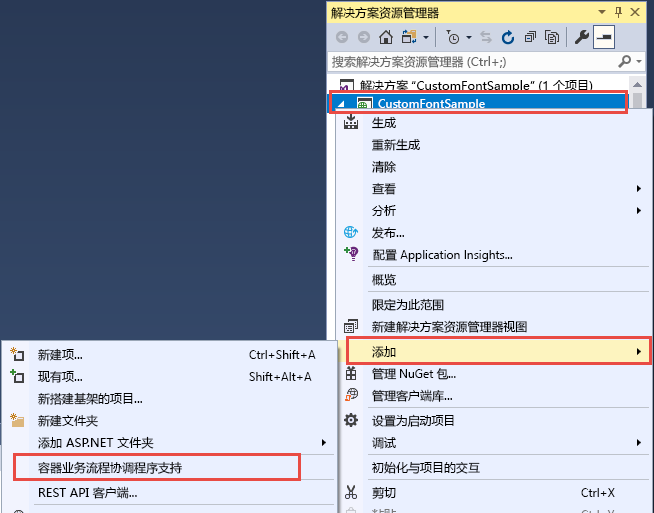 解决方案资源管理器
搜索解决方案资源管理器 (Ctrl+;)
解决方案 "CustomFontSample" (1 个项目)
CustomFontSample
生成
重新生成
清除
查看
分析
发布...
配置 Application Insights...
概览
限定为此范围
新建解决方案资源管理器视图
添加
管理 NuGet 包...
管理客户端库...
设置为启动项目
调试
初始化与项目的交互
剪切 Ctrl+X
粘贴 Ctrl+V
新建项... Ctrl+Shift+A
现有项... Shift+Alt+A
新搭建基架的项目...
新建文件夹
添加 ASP.NET 文件夹
容器业务流程协调程序支持
REST API 客户端...